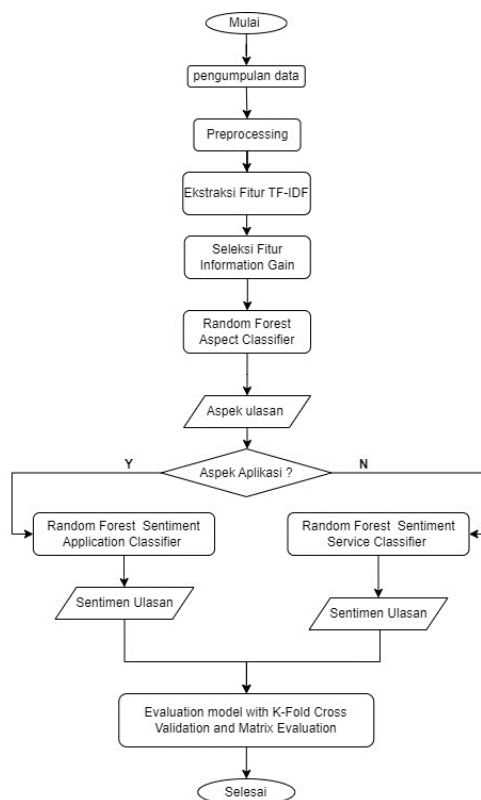 Mulai
pengumpulan data
Preprocessing
Ekstraksi Fitur TF-IDF
Seleksi Fitur
Information Gain
Random Forest
Aspect Classifier
Aspek ulasan
Y
Aspek Aplikasi ?
N
Random Forest Sentiment
Application Classifier
Random Forest Sentiment
Service Classifier
Sentimen Ulasan
Sentimen Ulasan
Evaluation model with K-Fold Cross
Validation and Matrix Evaluation
Selesai